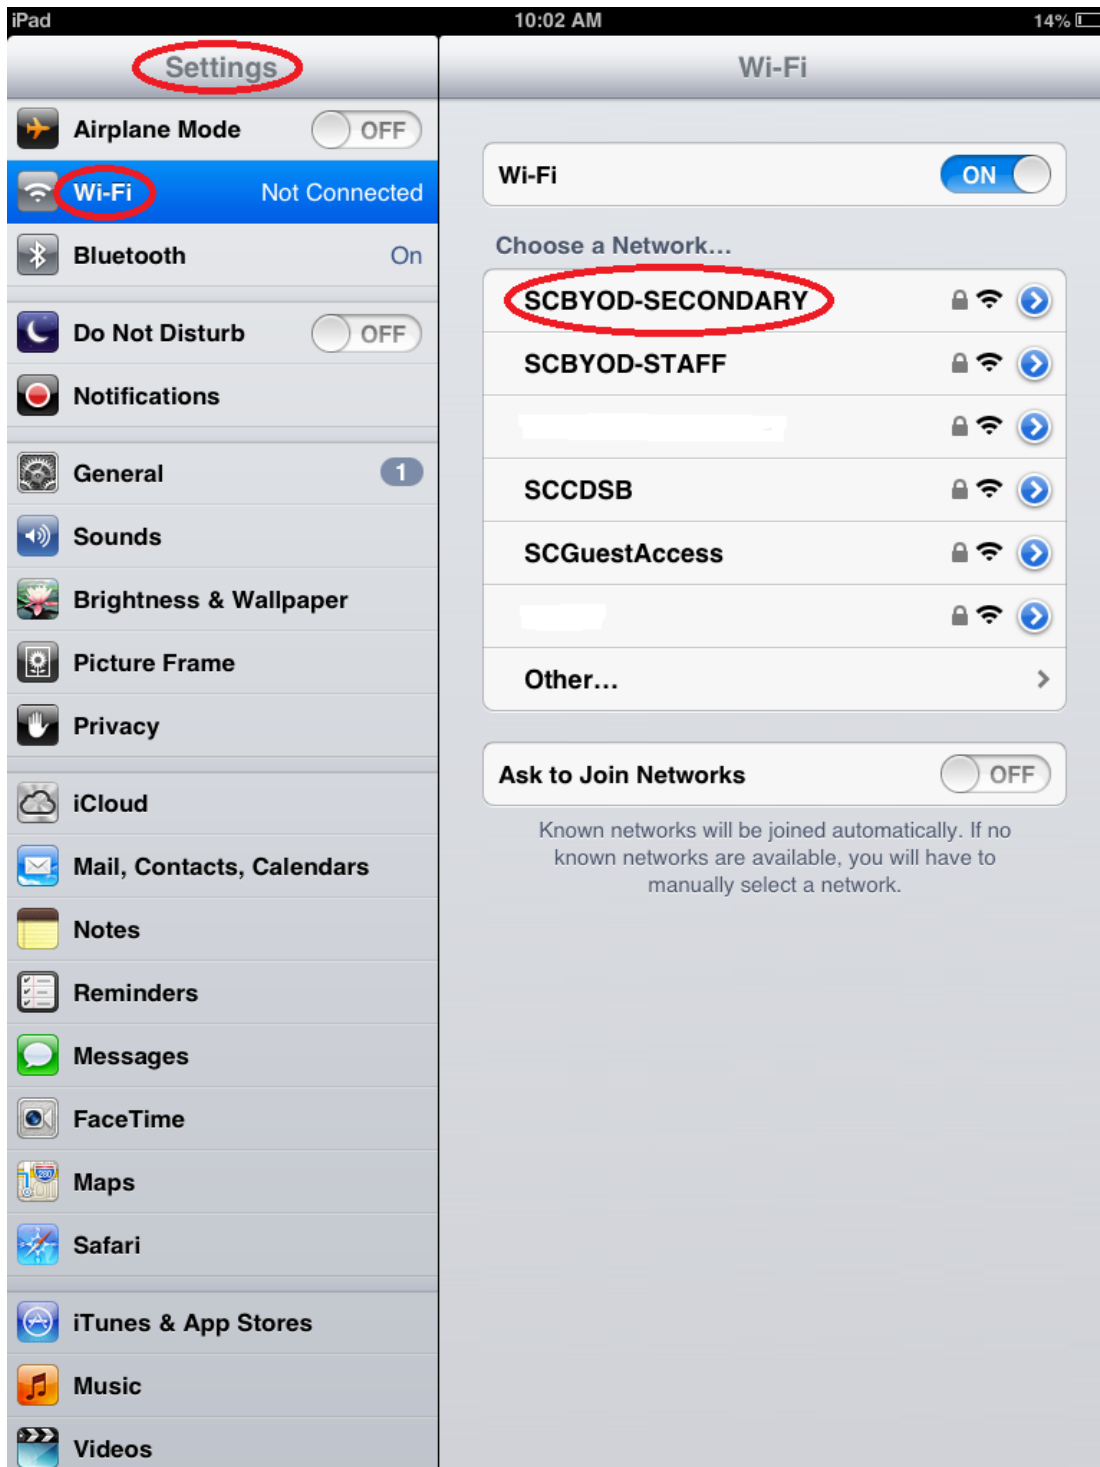 iPad 10:02 AM 14%
Settings
Airplane Mode OFF
Wi-Fi Not Connected
Bluetooth On
Do Not Disturb OFF
Notifications
General 1
Sounds
Brightness & Wallpaper
Picture Frame
Privacy
iCloud
Mail, Contacts, Calendars
Notes
Reminders
Messages
FaceTime
Maps
Safari
iTunes & App Stores
Music
Videos
Wi-Fi
Wi-Fi ON
Choose a Network...
SCBYOD-SECONDARY
SCBYOD-STAFF
SCCDSB
SCGuestAccess
Other...
Ask to Join Networks OFF
Known networks will be joined automatically. If no
known networks are available, you will have to
manually select a network.